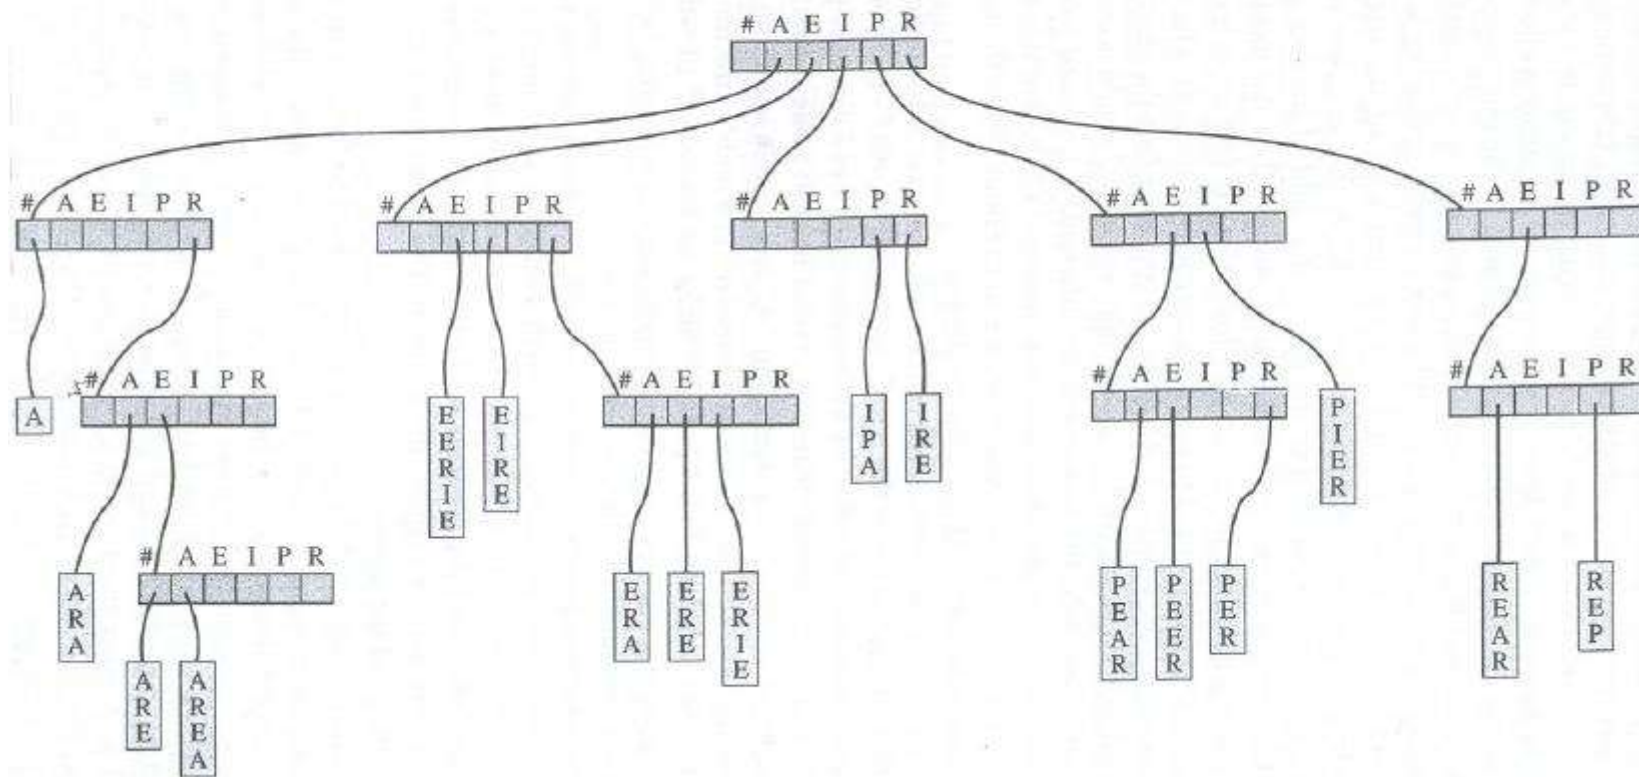 # A E I P R
# A E I P R
# A E I P R
# A E I P R
# A E I P R
# A E I P R
A
# A E I P R
EERIE
EIRE
# A E I P R
IPA
IRE
# A E I P R
PIER
# A E I P R
ARA
# A E I P R
ERA
ERE
ERIE
PEAR
PEER
PER
REAR
REP
ARE
AREA